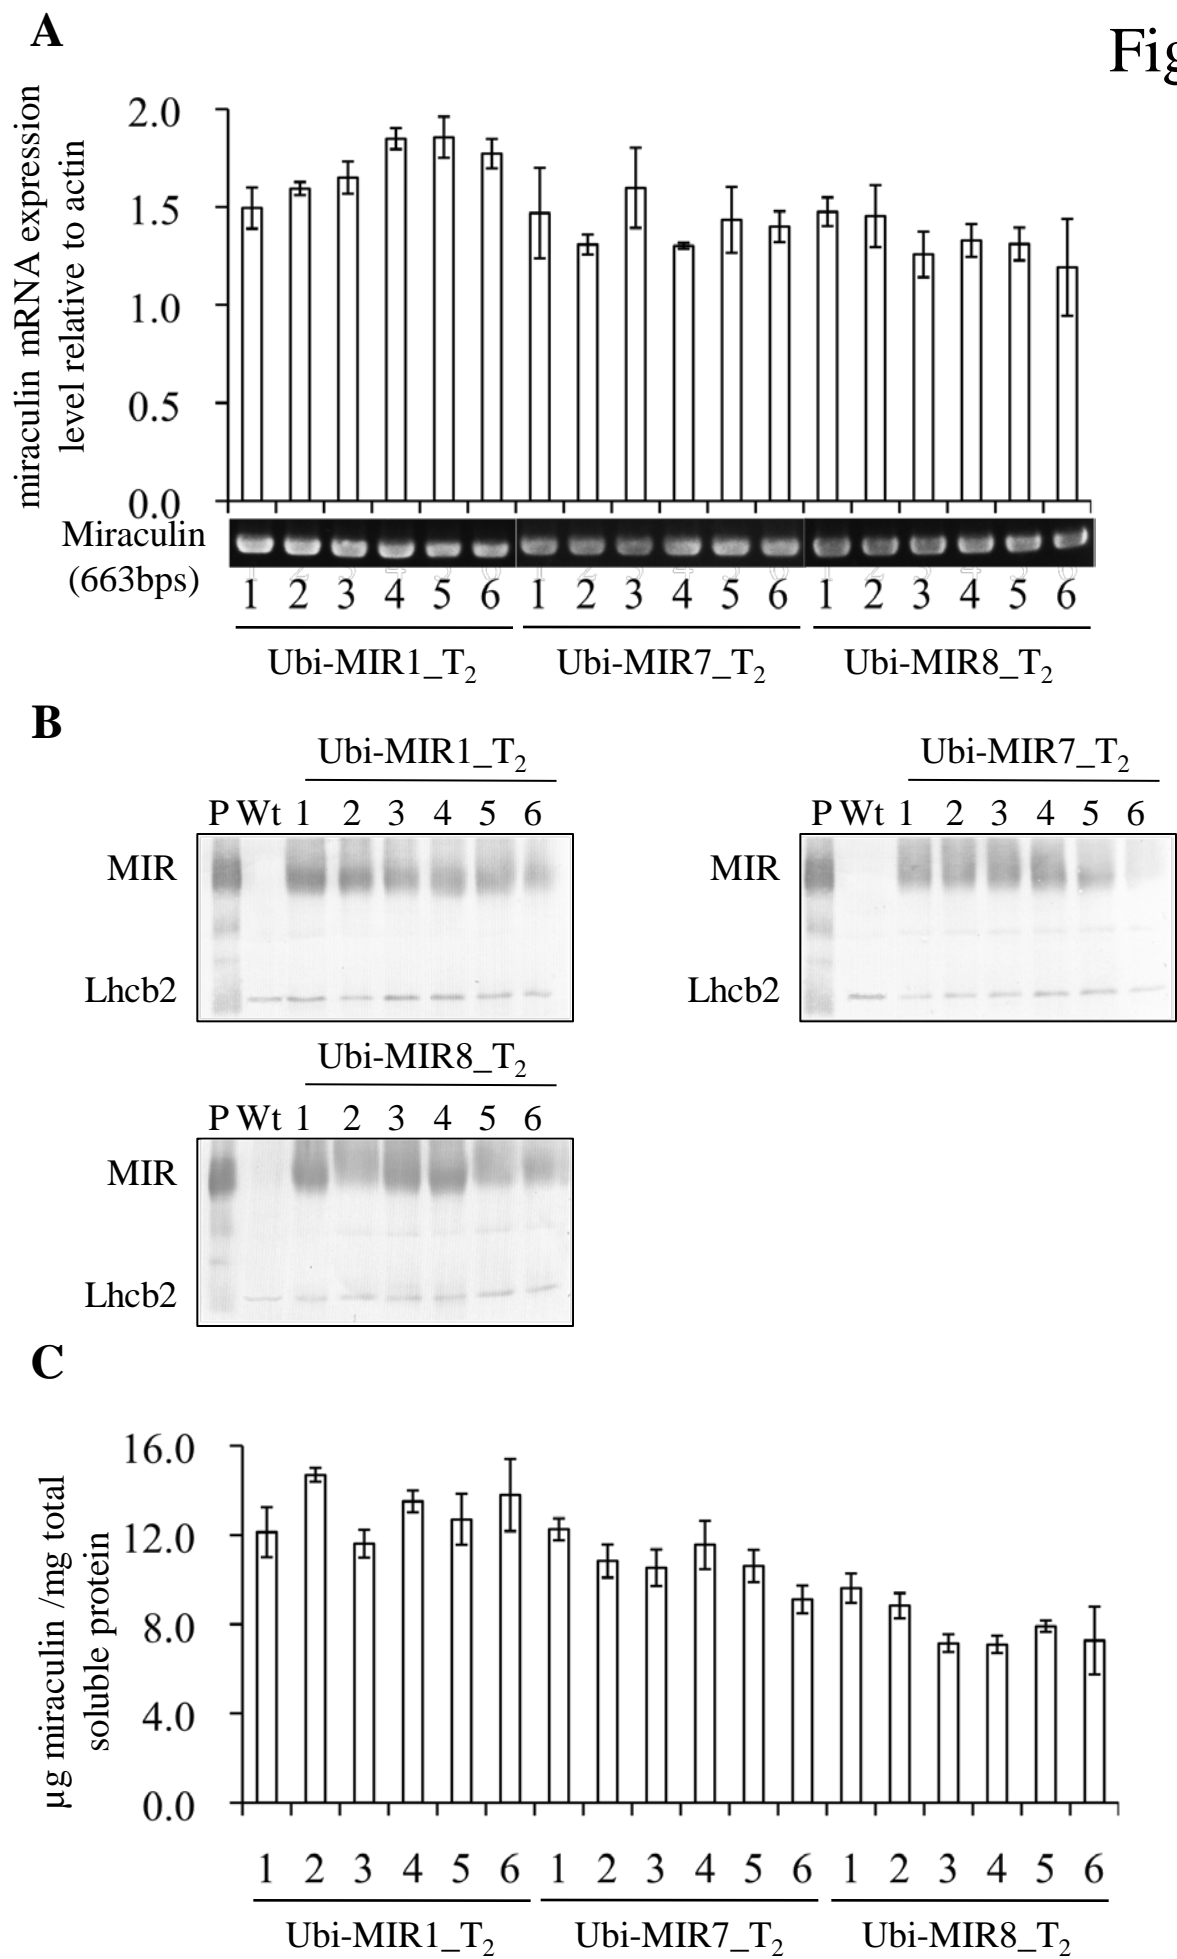 A
Fig
miraculin mRNA expression
level relative to actin
2.0
1.5
1.0
0.5
0.0
Miraculin
(663bps)
1 2 3 4 5 6 1 2 3 4 5 6 1 2 3 4 5 6
Ubi-MIR1_T2 Ubi-MIR7_T2 Ubi-MIR8_T2
B
Ubi-MIR1_T2
P Wt 1 2 3 4 5 6
MIR
Lhcb2
Ubi-MIR7_T2
P Wt 1 2 3 4 5 6
MIR
Lhcb2
Ubi-MIR8_T2
P Wt 1 2 3 4 5 6
MIR
Lhcb2
C
µg miraculin /mg total
soluble protein
16.0
12.0
8.0
4.0
0.0
1 2 3 4 5 6 1 2 3 4 5 6 1 2 3 4 5 6
Ubi-MIR1_T2 Ubi-MIR7_T2 Ubi-MIR8_T2